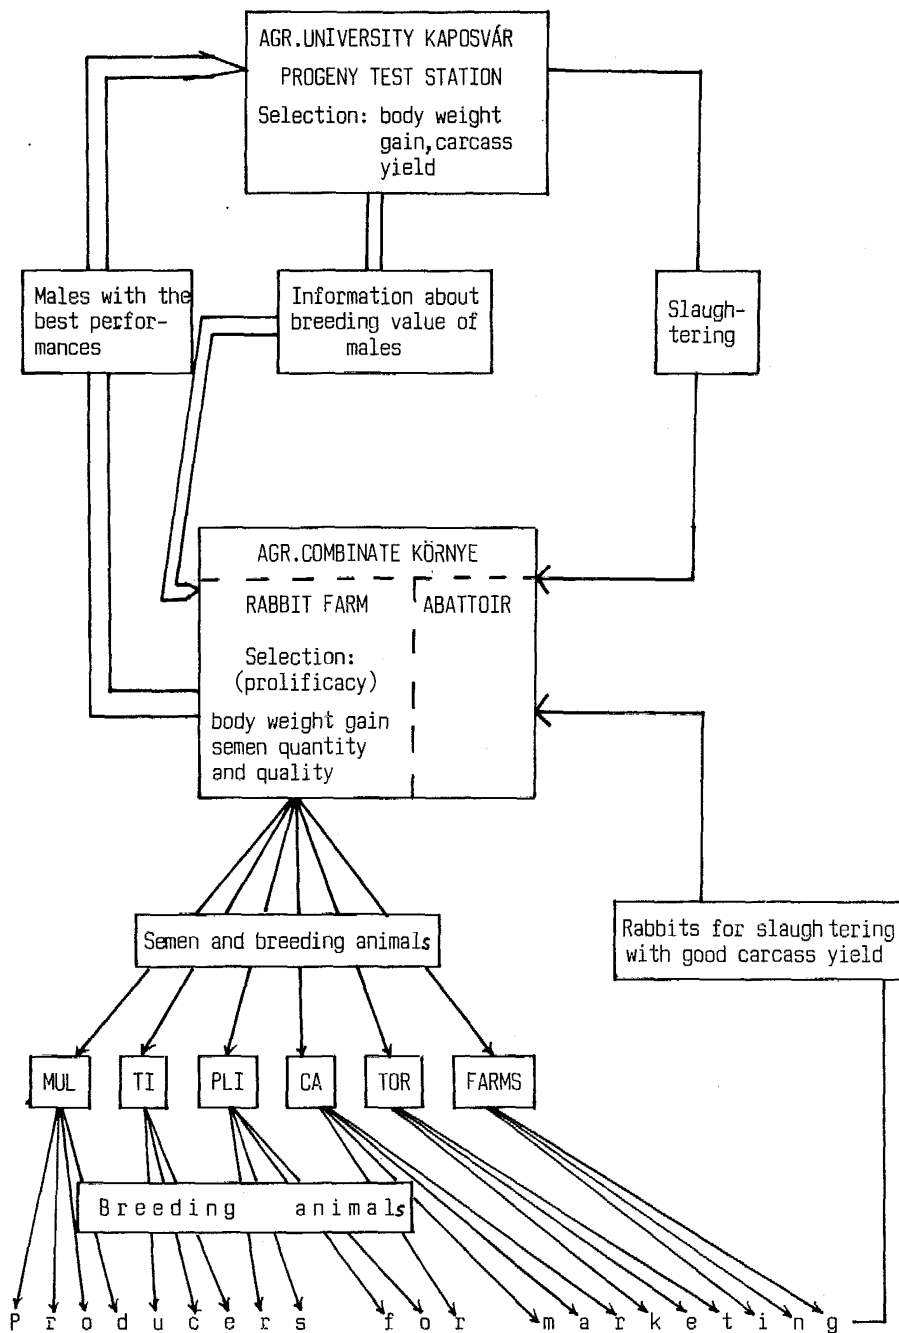 AGR.UNIVERSITY KAPOSVÁR
PROGENY TEST STATION
Selection: body weight
gain,carcass
yield
Males with the
best perfor-
mances
Information about
breeding value of
males
Slaugh-
tering
AGR.COMBINATE KÖRNYE
RABBIT FARM
Selection:
(prolificacy)
body weight gain
semen quantity
and quality
ABATTOIR
Semen and breeding animals
Rabbits for slaughtering
with good carcass yield
MUL TI PLI CA TOR FARMS
Breeding animals
Producers for marketing